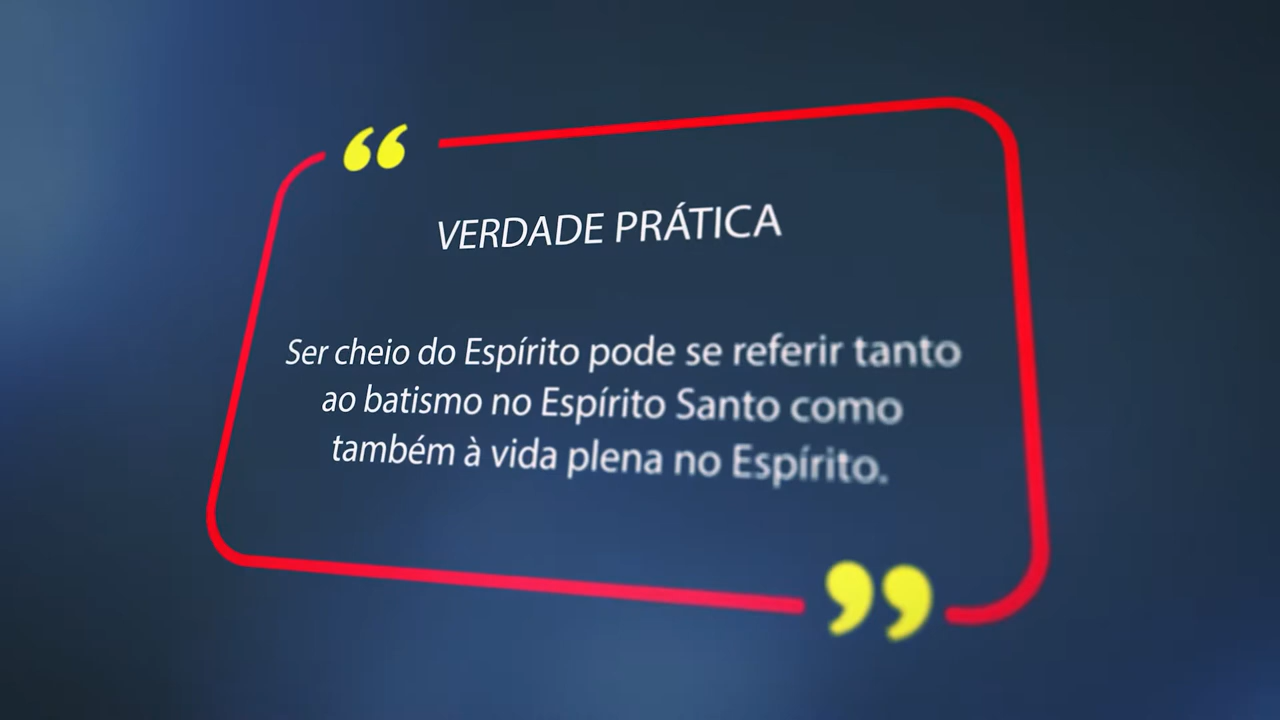 “
VERDADE PRÁTICA
Ser cheio do Espírito pode se referir tanto
ao batismo no Espírito Santo como
também à vida plena no Espírito.
”